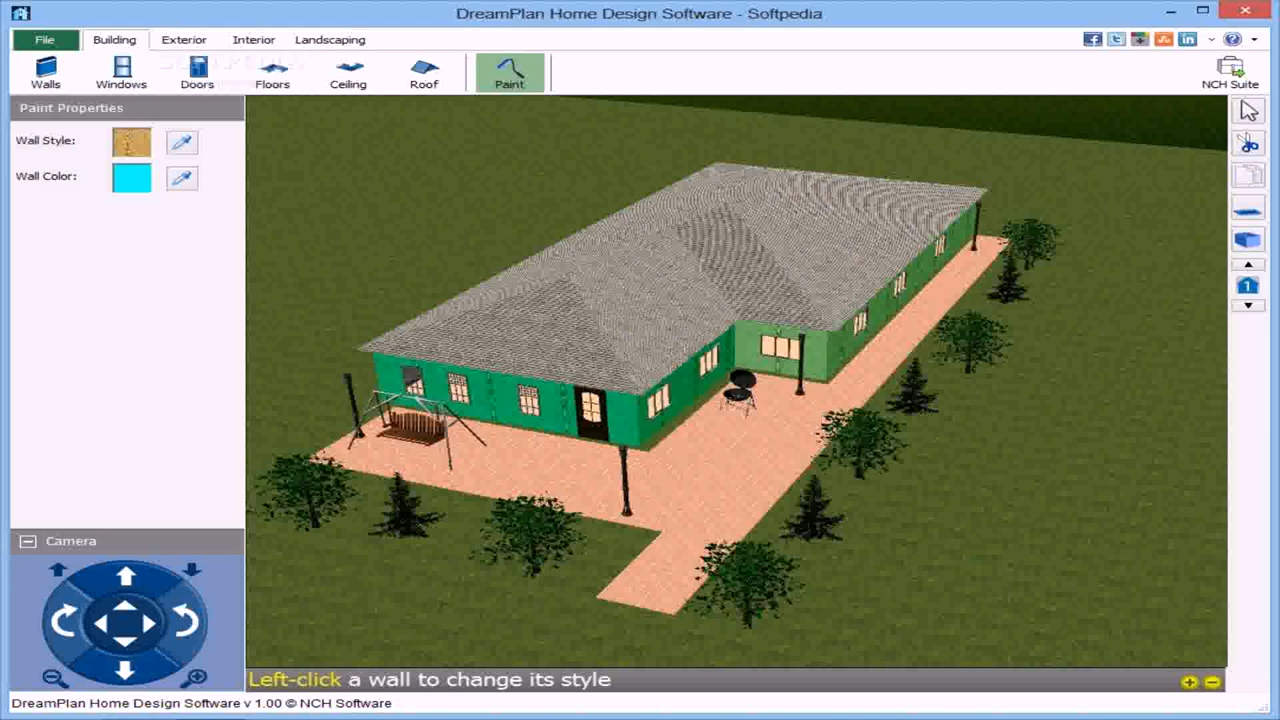 DreamPlan Home Design Software - Softpedia
File Building Exterior Interior Landscaping
Walls Windows Doors Floors Ceiling Roof Paint NCH Suite
Paint Properties
Wall Style:
Wall Color:
1
Camera
Left-click a wall to change its style
DreamPlan Home Design Software v 1.00 © NCH Software